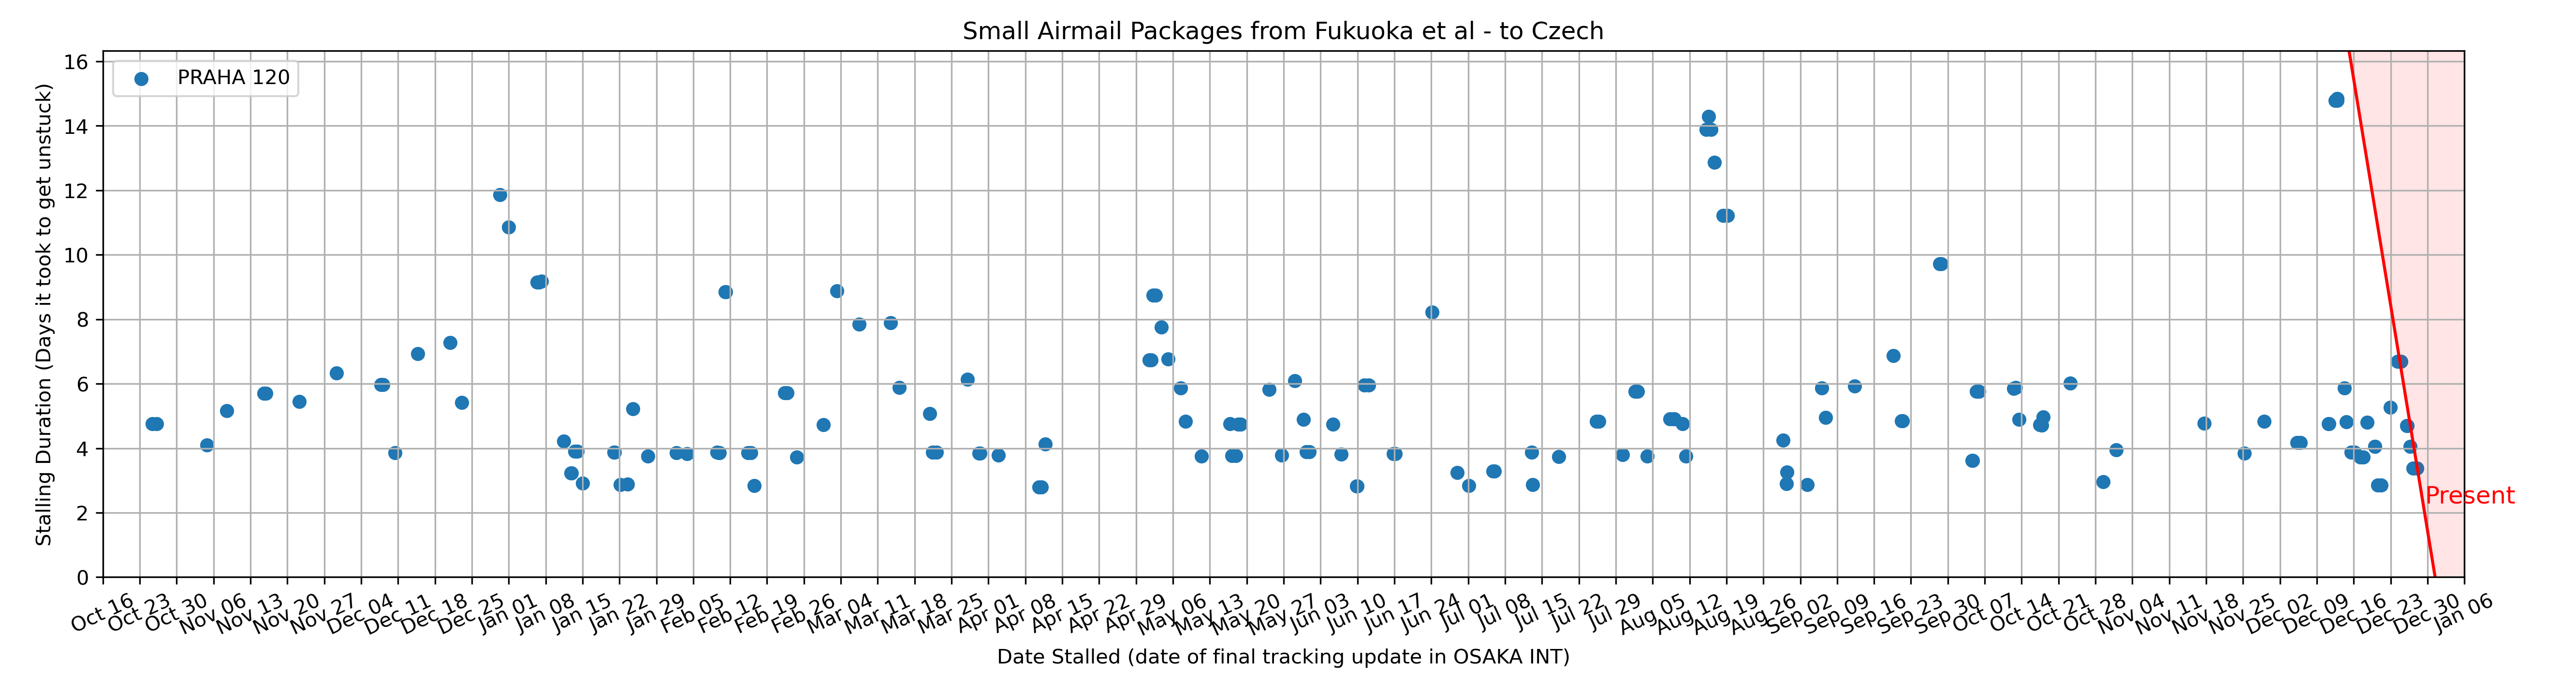 Small Airmail Packages from Fukuoka et al - to Czech
PRAHA 120
Stalling Duration (Days it took to get unstuck)
16
14
12
10
8
6
4
2
0
Present
Oct 16
Oct 23
Oct 30
Nov 06
Nov 13
Nov 20
Nov 27
Dec 04
Dec 11
Dec 18
Dec 25
Jan 01
Jan 08
Jan 15
Jan 22
Jan 29
Feb 05
Feb 12
Feb 19
Feb 26
Mar 04
Mar 11
Mar 18
Mar 25
Apr 01
Apr 08
Apr 15
Apr 22
Apr 29
May 06
May 13
May 20
May 27
Jun 03
Jun 10
Jun 17
Jun 24
Jul 01
Jul 08
Jul 15
Jul 22
Jul 29
Aug 05
Aug 12
Aug 19
Aug 26
Sep 02
Sep 09
Sep 16
Sep 23
Sep 30
Oct 07
Oct 14
Oct 21
Oct 28
Nov 04
Nov 11
Nov 18
Nov 25
Dec 02
Dec 09
Dec 16
Dec 23
Dec 30
Jan 06
Date Stalled (date of final tracking update in OSAKA INT)